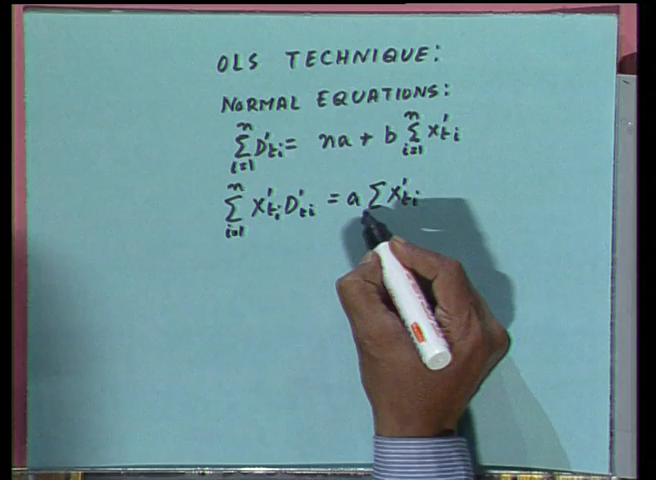 OLS TECHNIQUE:
NORMAL EQUATIONS:
∑_{i=1}^{n} D'_{ti} = na + b ∑_{i=1}^{n} X'_{ti}
∑_{i=1}^{n} X'_{ti} D'_{ti} = a ∑ X'_{ti}